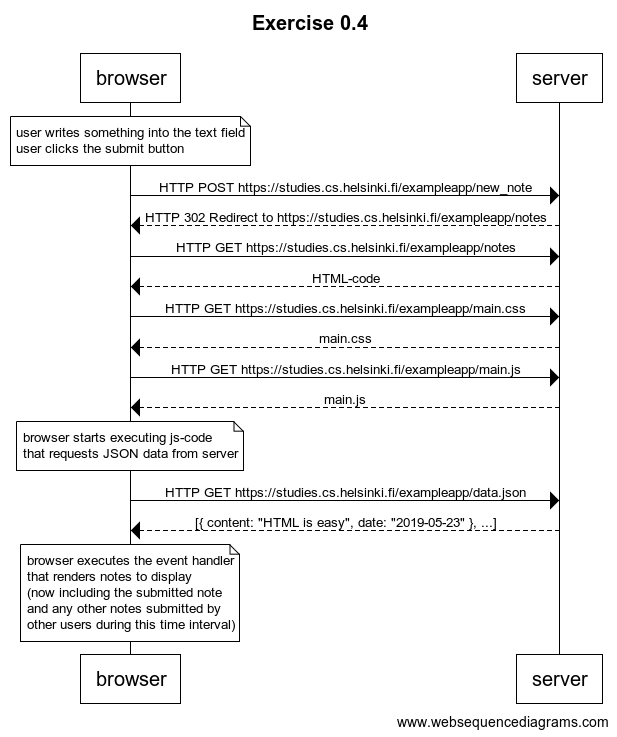 Exercise 0.4
browser
server
user writes something into the text field
user clicks the submit button
HTTP POST https://studies.cs.helsinki.fi/exampleapp/new_note
HTTP 302 Redirect to https://studies.cs.helsinki.fi/exampleapp/notes
HTTP GET https://studies.cs.helsinki.fi/exampleapp/notes
HTML-code
HTTP GET https://studies.cs.helsinki.fi/exampleapp/main.css
main.css
HTTP GET https://studies.cs.helsinki.fi/exampleapp/main.js
main.js
browser starts executing js-code
that requests JSON data from server
HTTP GET https://studies.cs.helsinki.fi/exampleapp/data.json
[{ content: "HTML is easy", date: "2019-05-23" }, ...]
browser executes the event handler
that renders notes to display
(now including the submitted note
and any other notes submitted by
other users during this time interval)
browser
server
www.websequencediagrams.com